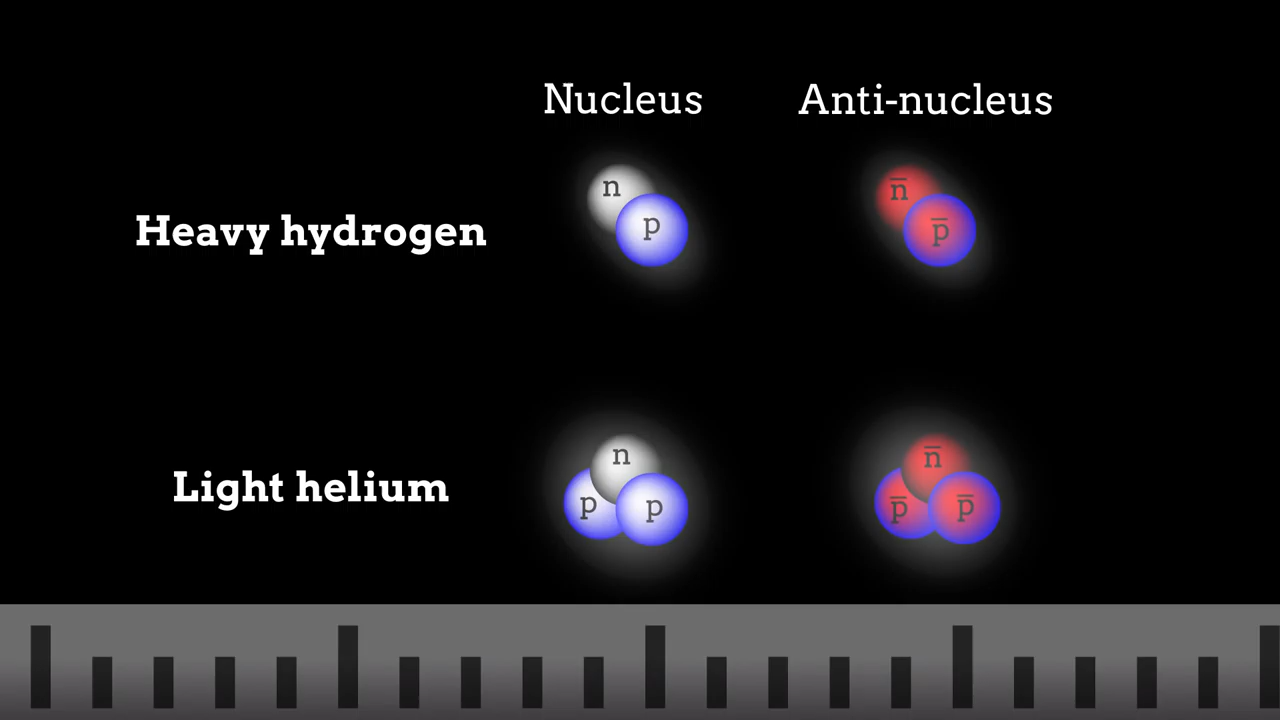 Nucleus Anti-nucleus
n n̅
Heavy hydrogen p p̅
n n̅
Light helium p p p̅ p̅